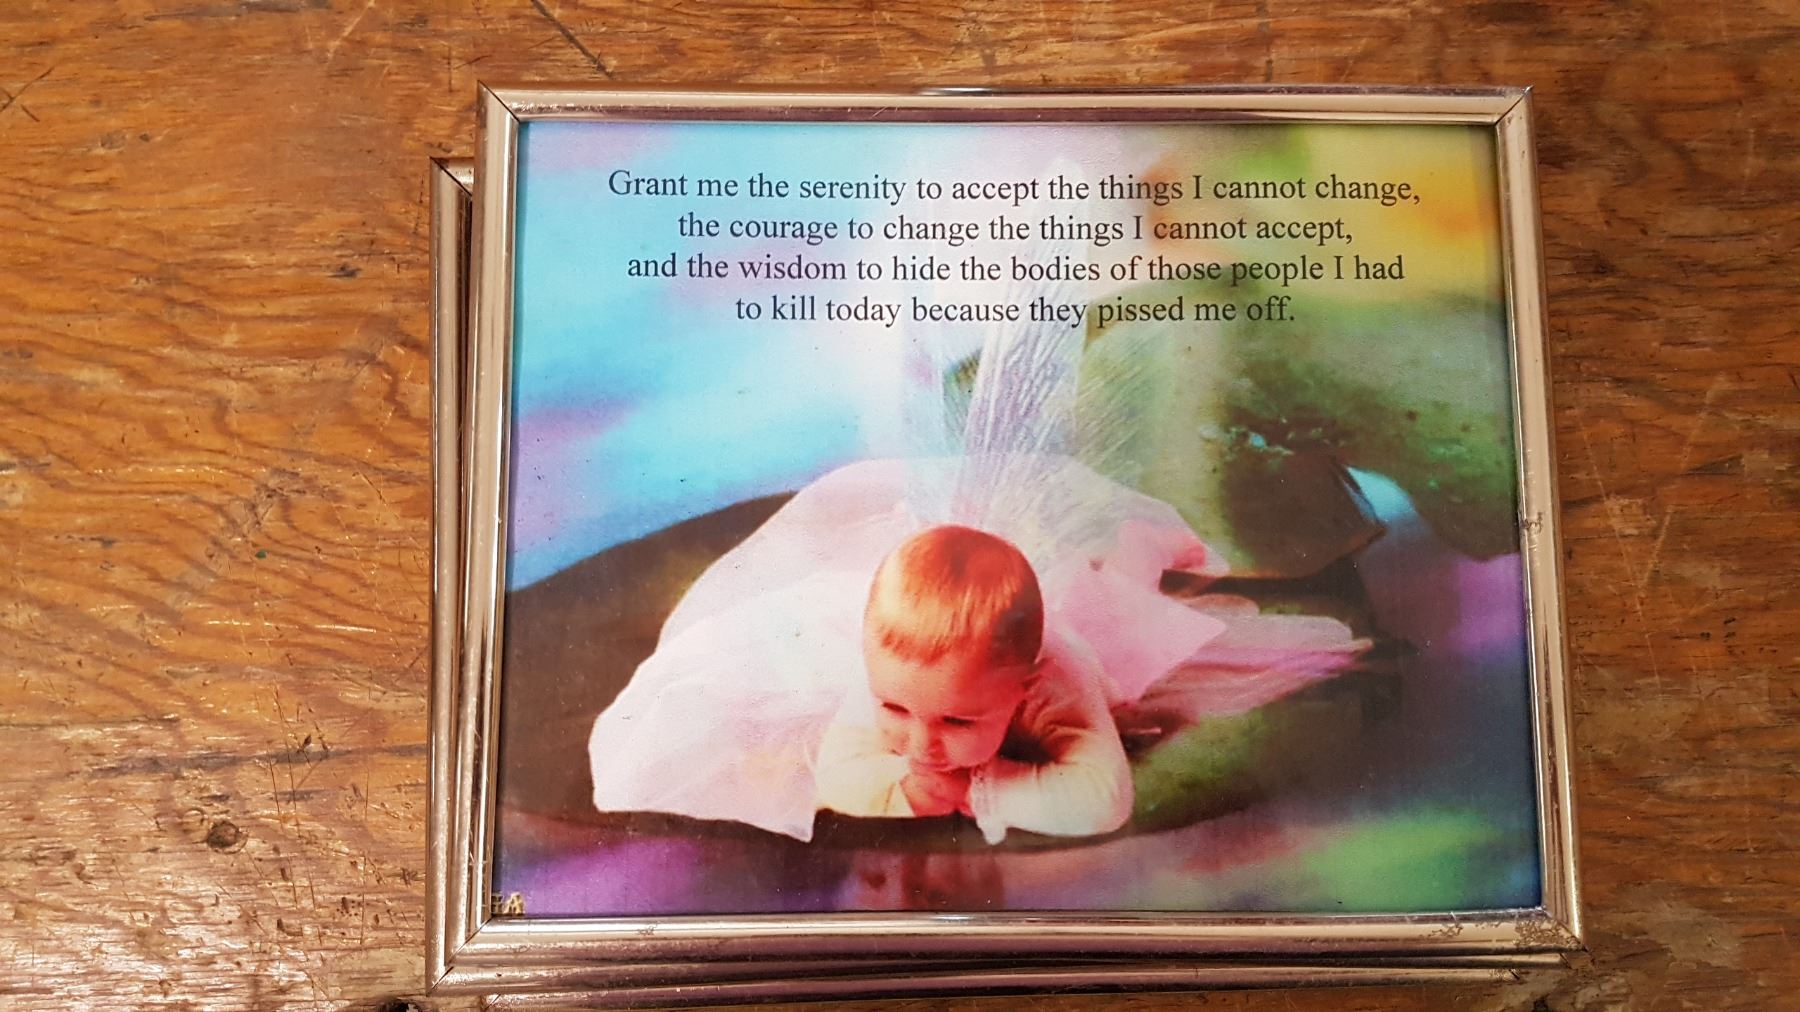 Grant me the serenity to accept the things I cannot change,
the courage to change the things I cannot accept,
and the wisdom to hide the bodies of those people I had
to kill today because they pissed me off.